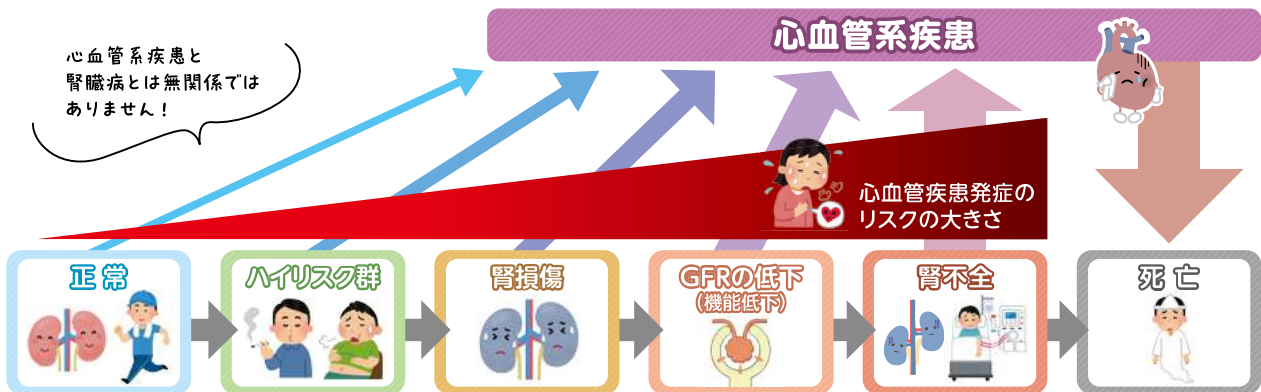 心血管系疾患
心血管系疾患と
腎臓病とは無関係では
ありません!
心血管疾患発症の
リスクの大きさ
正常
ハイリスク群
腎損傷
GFRの低下
(機能低下)
腎不全
死亡